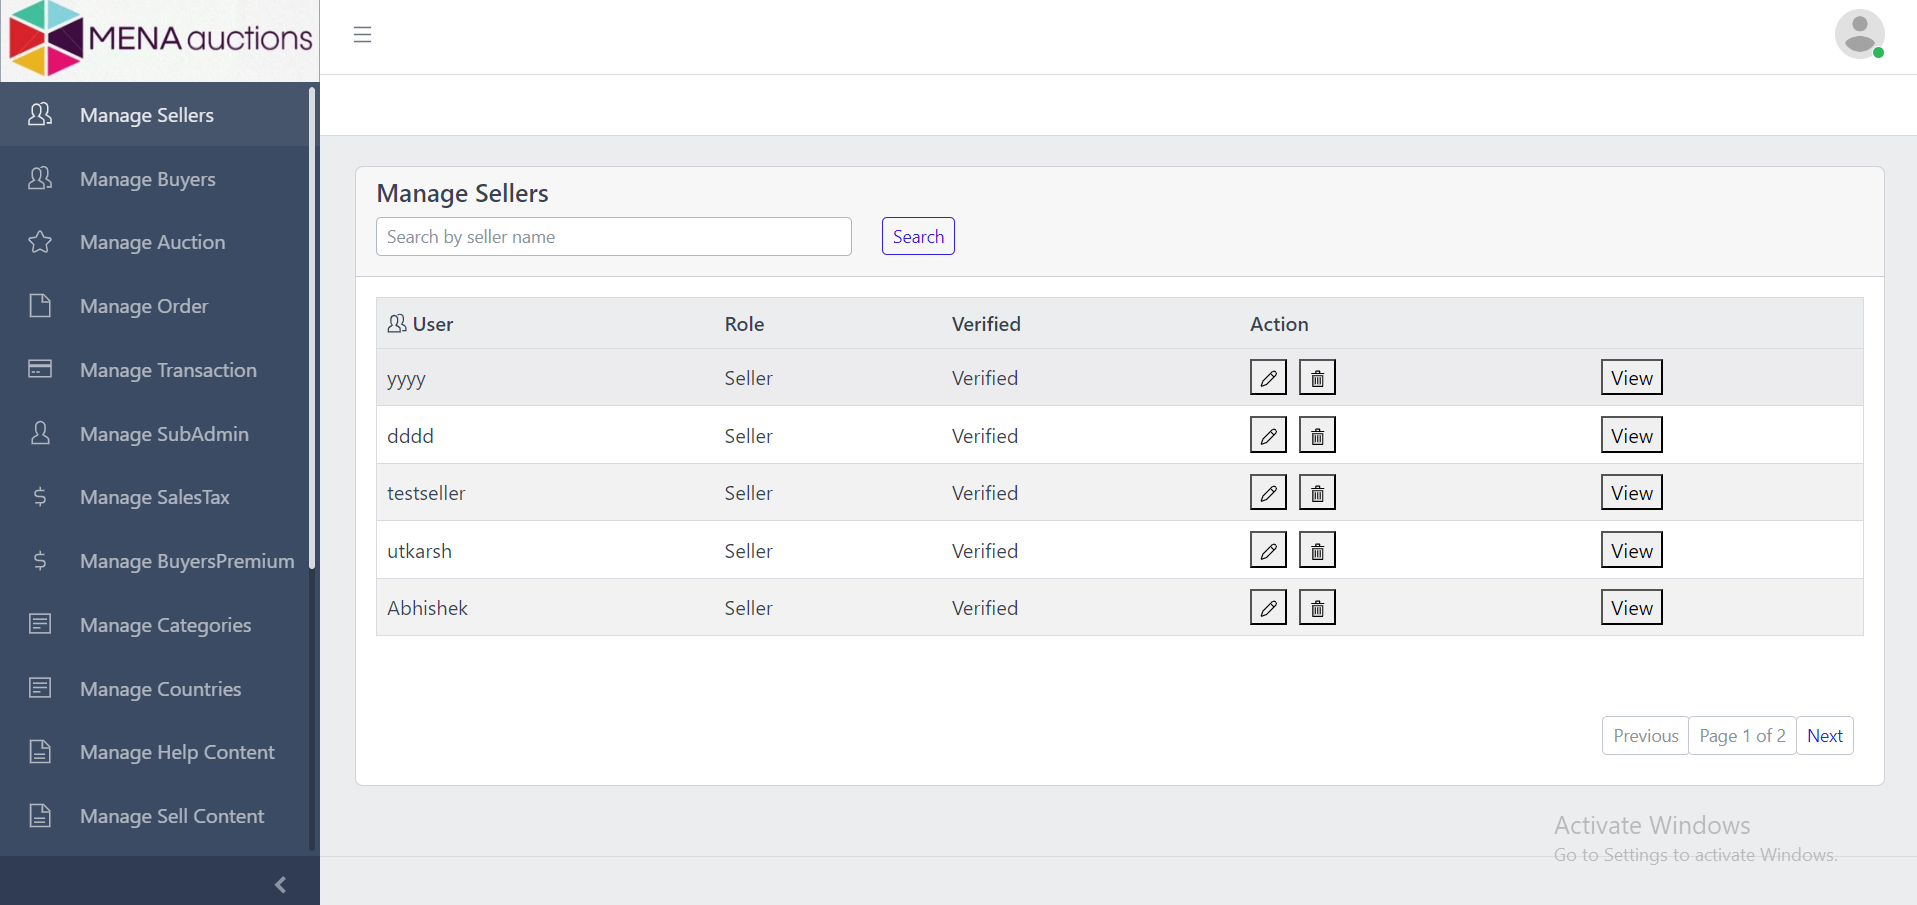 MENA auctions
Manage Sellers
Manage Buyers
Manage Auction
Manage Order
Manage Transaction
Manage SubAdmin
Manage SalesTax
Manage BuyersPremium
Manage Categories
Manage Countries
Manage Help Content
Manage Sell Content
Manage Sellers
Search by seller name Search
User Role Verified Action
yyyy Seller Verified View
dddd Seller Verified View
testseller Seller Verified View
utkarsh Seller Verified View
Abhishek Seller Verified View
Previous Page 1 of 2 Next
Activate Windows
Go to Settings to activate Windows.